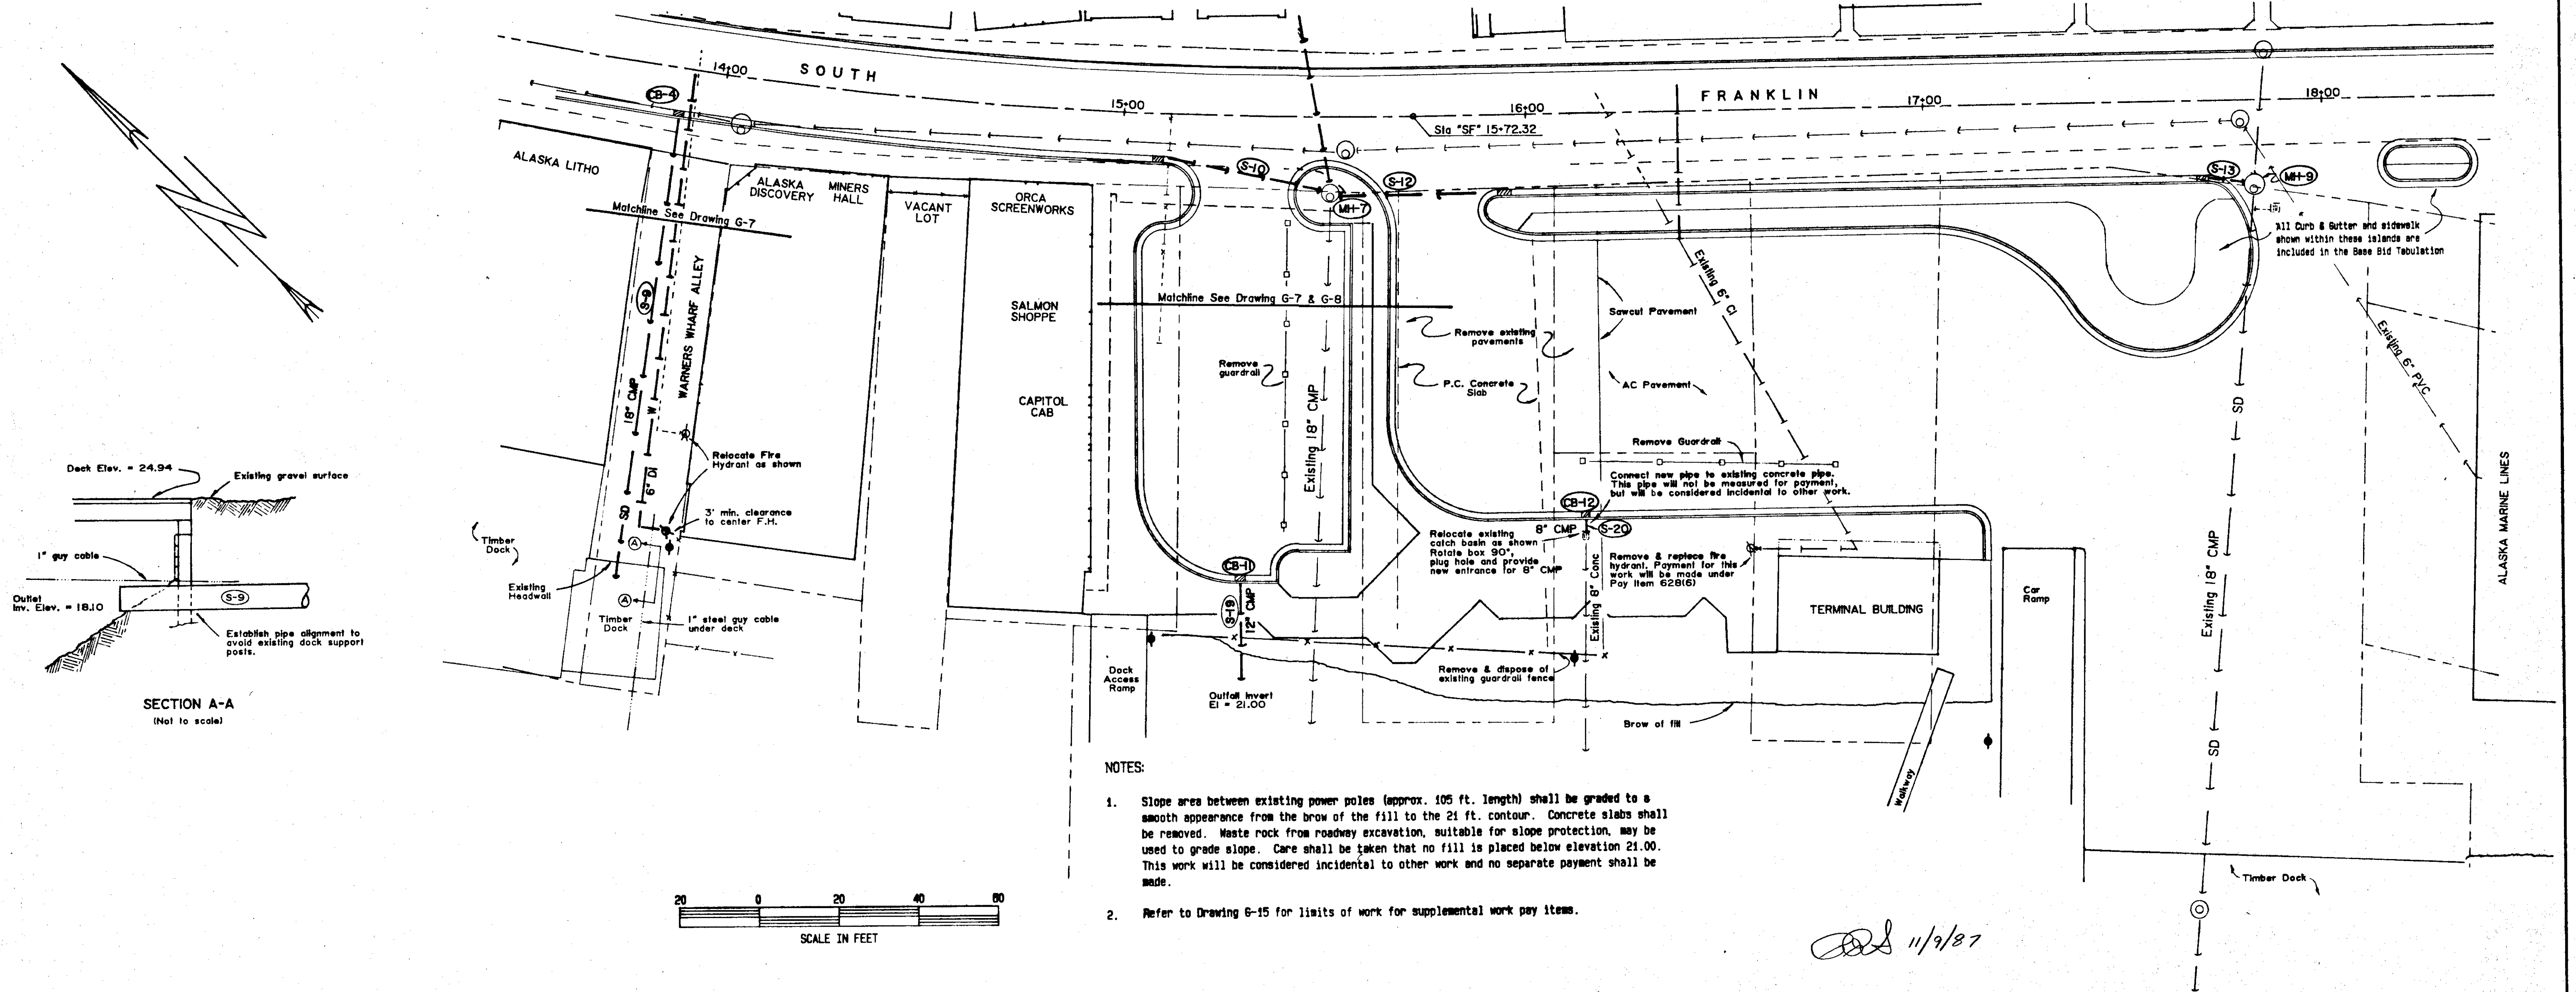 14+00
SOUTH
15+00
16+00
FRANKLIN
17+00
18+00
Sta "SF" 15+72.32
CB-4
S-10
S-12
MH-7
S-13
MH-9
ALASKA LITHO
ALASKA
DISCOVERY
MINERS
HALL
VACANT
LOT
ORCA
SCREENWORKS
Matchline See Drawing G-7
S-9
WARNERS WHARF ALLEY
18" CMP
W
6" DI
SD
SALMON
SHOPPE
CAPITOL
CAB
Matchline See Drawing G-7 & G-8
Remove
guardrail
Existing 18" CMP
Remove existing
pavements
P.C. Concrete
Slab
Sawcut Pavement
AC Pavement
Existing 6" CI
All Curb & Gutter and sidewalk
shown within these islands are
included in the Base Bid Tabulation
Existing 6" PVC
SD
Existing 18" CMP
SD
ALASKA MARINE LINES
Relocate Fire
Hydrant as shown
3' min. clearance
to center F.H.
Timber
Dock
Existing
Headwall
A
A
Timber
Dock
1" steel guy cable
under deck
Remove Guardrail
Connect new pipe to existing concrete pipe.
This pipe will not be measured for payment,
but will be considered incidental to other work.
CB-12
8" CMP
S-20
Relocate existing
catch basin as shown
Rotate box 90°,
plug hole and provide
new entrance for 8" CMP
Existing 8" Conc
Remove & replace fire
hydrant. Payment for this
work will be made under
Pay Item 628(6)
TERMINAL BUILDING
Car
Ramp
CB-11
S-19
12" CMP
Dock
Access
Ramp
Outfall Invert
El = 21.00
Remove & dispose of
existing guardrail fence
Brow of fill
Walkway
Timber Dock
Deck Elev. = 24.94
Existing gravel surface
1" guy cable
Outlet
Inv. Elev. = 18.10
S-9
Establish pipe alignment to
avoid existing dock support
posts.
SECTION A-A
(Not to scale)
NOTES:
1. Slope area between existing power poles (approx. 105 ft. length) shall be graded to a
smooth appearance from the brow of the fill to the 21 ft. contour. Concrete slabs shall
be removed. Waste rock from roadway excavation, suitable for slope protection, may be
used to grade slope. Care shall be taken that no fill is placed below elevation 21.00.
This work will be considered incidental to other work and no separate payment shall be
made.
2. Refer to Drawing G-15 for limits of work for supplemental work pay items.
20 0 20 40 60
SCALE IN FEET
11/9/87